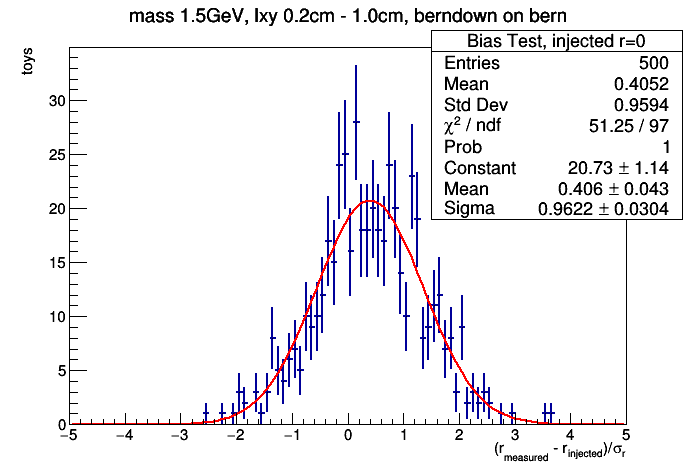 mass 1.5GeV, lxy 0.2cm - 1.0cm, berndown on bern
toys
Bias Test, injected r=0
Entries 500
Mean 0.4052
Std Dev 0.9594
χ² / ndf 51.25 / 97
Prob 1
Constant 20.73 ± 1.14
Mean 0.406 ± 0.043
Sigma 0.9622 ± 0.0304
30
25
20
15
10
5
0
−5 −4 −3 −2 −1 0 1 2 3 4 5
(r_measured - r_injected)/σ_r